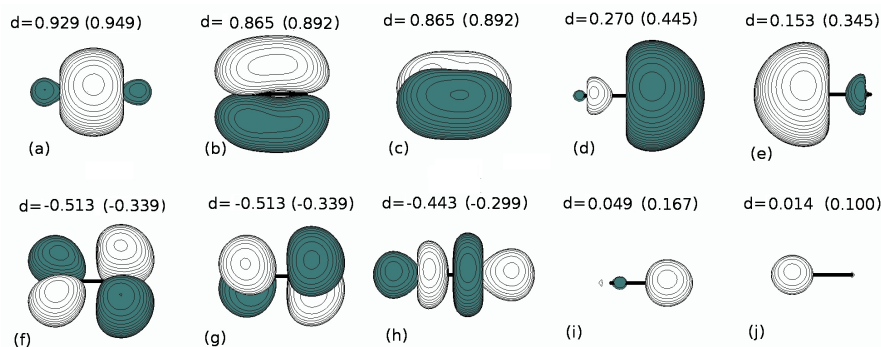 d= 0.929 (0.949) d= 0.865 (0.892) d= 0.865 (0.892) d= 0.270 (0.445) d= 0.153 (0.345)
(a) (b) (c) (d) (e)
d= -0.513 (-0.339) d= -0.513 (-0.339) d= -0.443 (-0.299) d= 0.049 (0.167) d= 0.014 (0.100)
(f) (g) (h) (i) (j)